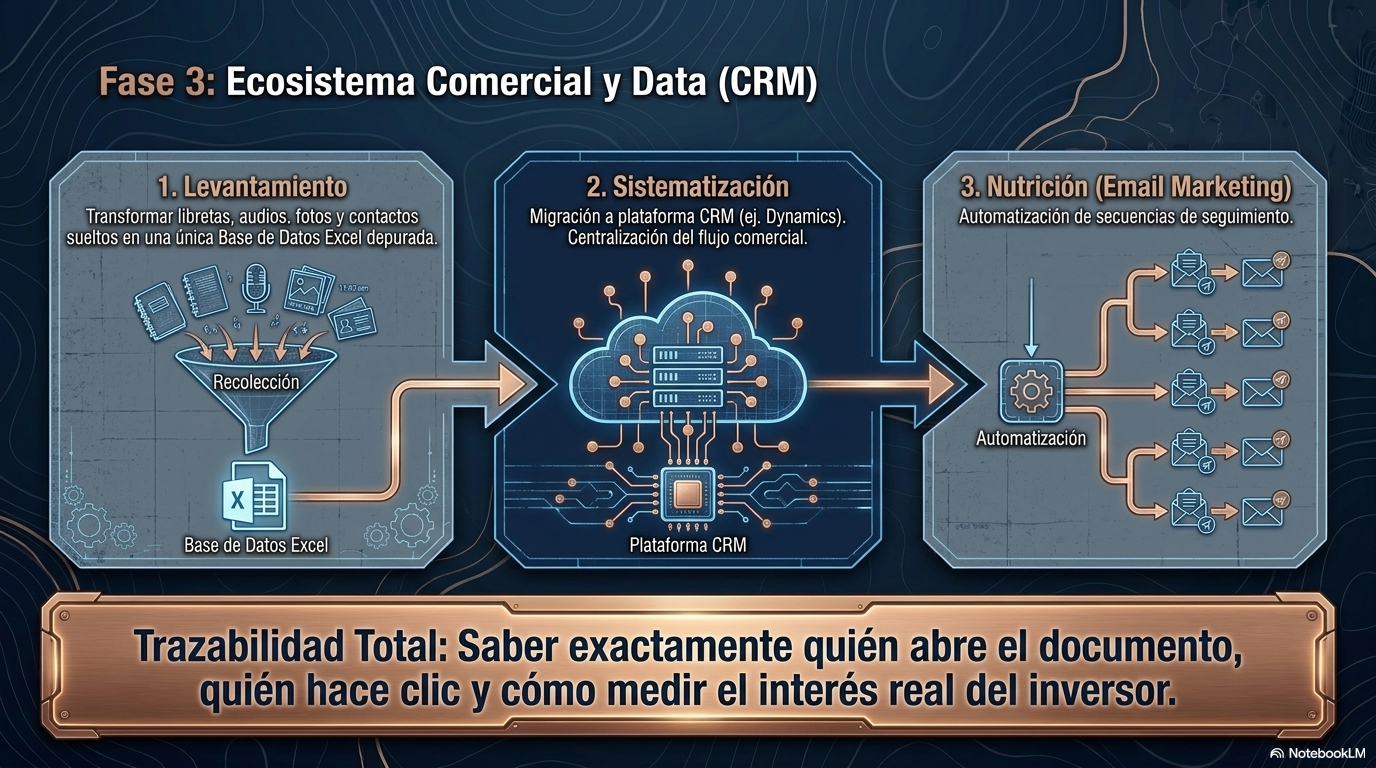 Fase 3: Ecosistema Comercial y Data (CRM)
1. Levantamiento
Transformar libretas, audios. fotos y contactos
sueltos en una única Base de Datos Excel depurada.
Recolección
X
Base de Datos Excel
2. Sistematización
Migración a plataforma CRM (ej. Dynamics).
Centralización del flujo comercial.
Plataforma CRM
3. Nutrición (Email Marketing)
Automatización de secuencias de seguimiento.
Automatización
Trazabilidad Total: Saber exactamente quién abre el documento,
quién hace clic y cómo medir el interés real del inversor.
NotebookLM